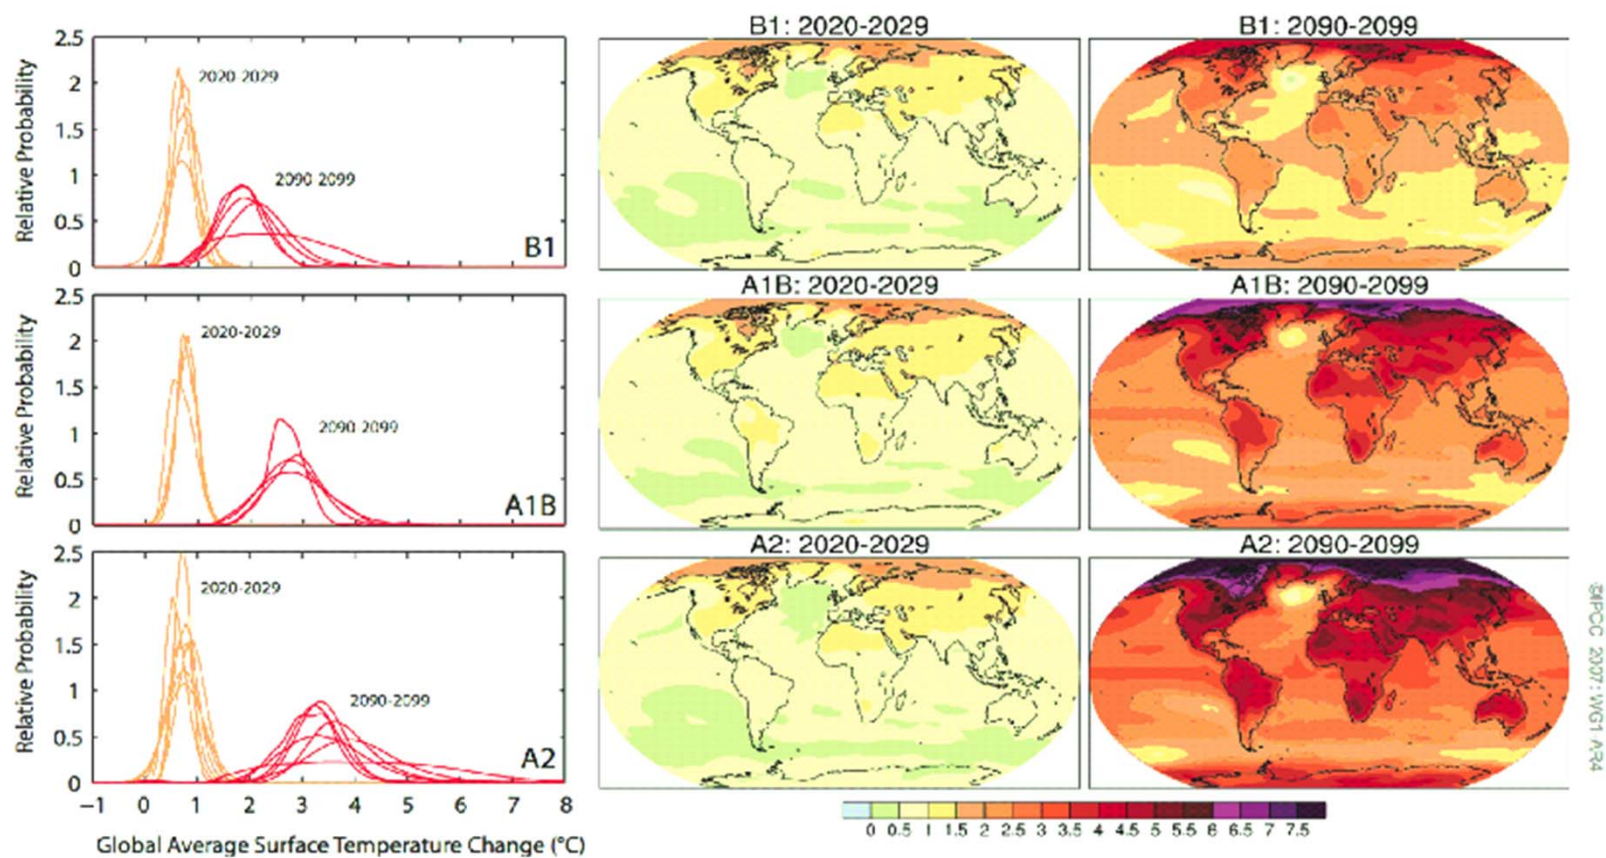 B1: 2020-2029
B1: 2090-2099
Relative Probability
2.5
2
1.5
1
0.5
0
2020-2029
2090-2099
B1
A1B: 2020-2029
A1B: 2090-2099
Relative Probability
2.5
2
1.5
1
0.5
0
2020-2029
2090-2099
A1B
A2: 2020-2029
A2: 2090-2099
Relative Probability
2.5
2
1.5
1
0.5
0
2020-2029
2090-2099
A2
−1 0 1 2 3 4 5 6 7 8
Global Average Surface Temperature Change (°C)
0 0.5 1 1.5 2 2.5 3 3.5 4 4.5 5 5.5 6 6.5 7 7.5
©IPCC 2007: WG1-AR4